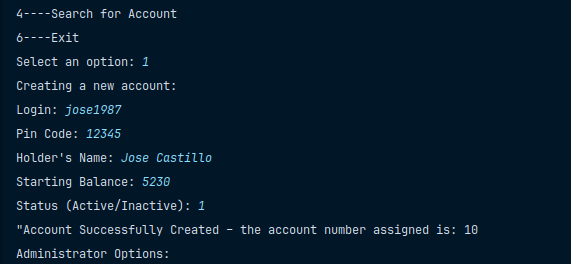 4----Search for Account
6----Exit
Select an option: 1
Creating a new account:
Login: jose1987
Pin Code: 12345
Holder's Name: Jose Castillo
Starting Balance: 5230
Status (Active/Inactive): 1
"Account Successfully Created – the account number assigned is: 10
Administrator Options: